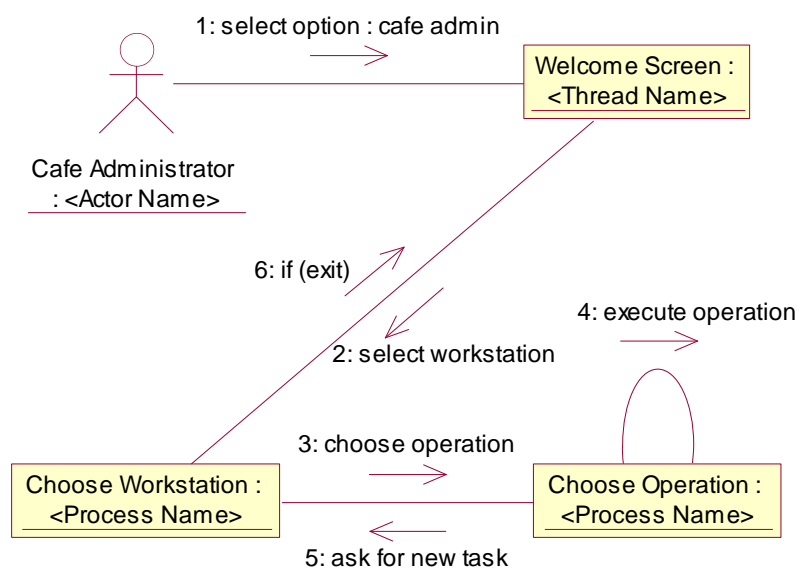 1: select option : cafe admin
Welcome Screen :
<Thread Name>
Cafe Administrator
: <Actor Name>
6: if (exit)
2: select workstation
4: execute operation
3: choose operation
Choose Workstation :
<Process Name>
Choose Operation :
<Process Name>
5: ask for new task